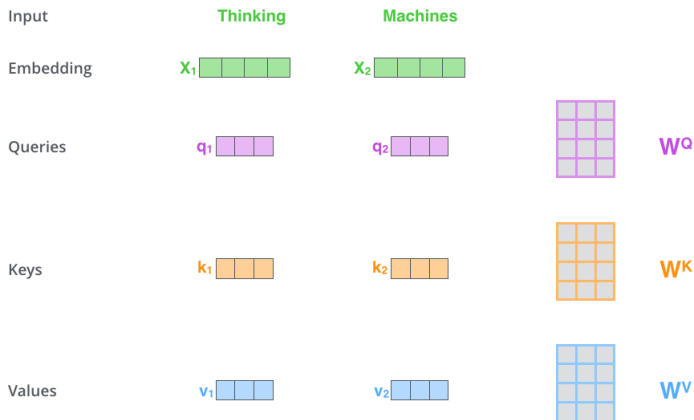 Input Thinking Machines
Embedding X1 X2
Queries q1 q2 WQ
Keys k1 k2 WK
Values v1 v2 WV